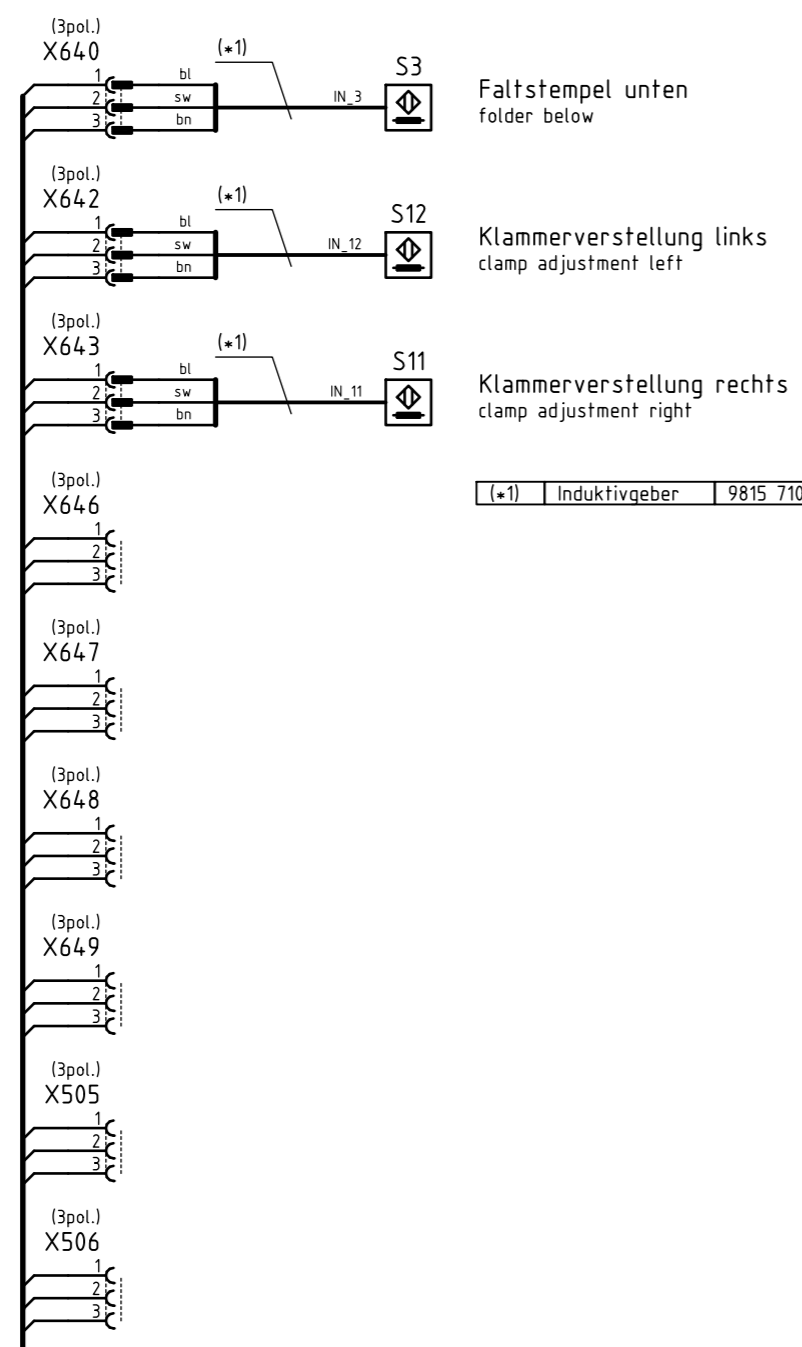 (3pol.)
X640
(*1)
S3
1 bl
2 sw
3 bn
IN_3
Faltstempel unten
folder below
(3pol.)
X642
(*1)
S12
1 bl
2 sw
3 bn
IN_12
Klammerverstellung links
clamp adjustment left
(3pol.)
X643
(*1)
S11
1 bl
2 sw
3 bn
IN_11
Klammerverstellung rechts
clamp adjustment right
(*1) Induktivgeber 9815 710
(3pol.)
X646
1
2
3
(3pol.)
X647
1
2
3
(3pol.)
X648
1
2
3
(3pol.)
X649
1
2
3
(3pol.)
X505
1
2
3
(3pol.)
X506
1
2
3